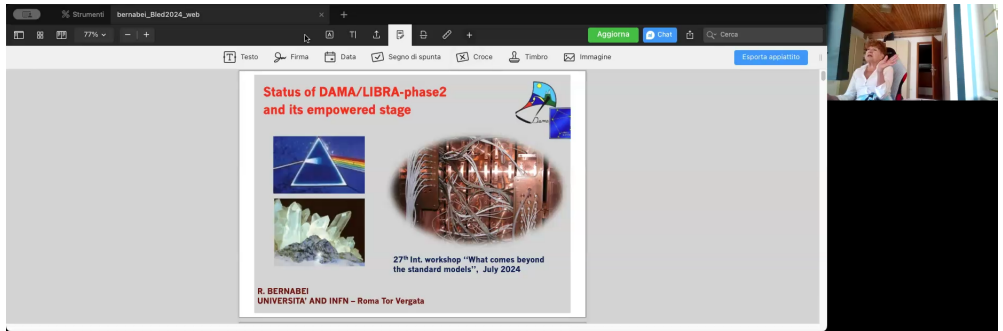 Strumenti
bernabei_Bled2024_web
77%
Aggiorna
Chat
Cerca
Testo
Firma
Data
Segno di spunta
Croce
Timbro
Immagine
Esporta appiattito
Status of DAMA/LIBRA-phase2
and its empowered stage
Dama
27th Int. workshop ‘‘What comes beyond
the standard models’’, July 2024
R. BERNABEI
UNIVERSITA’ AND INFN – Roma Tor Vergata